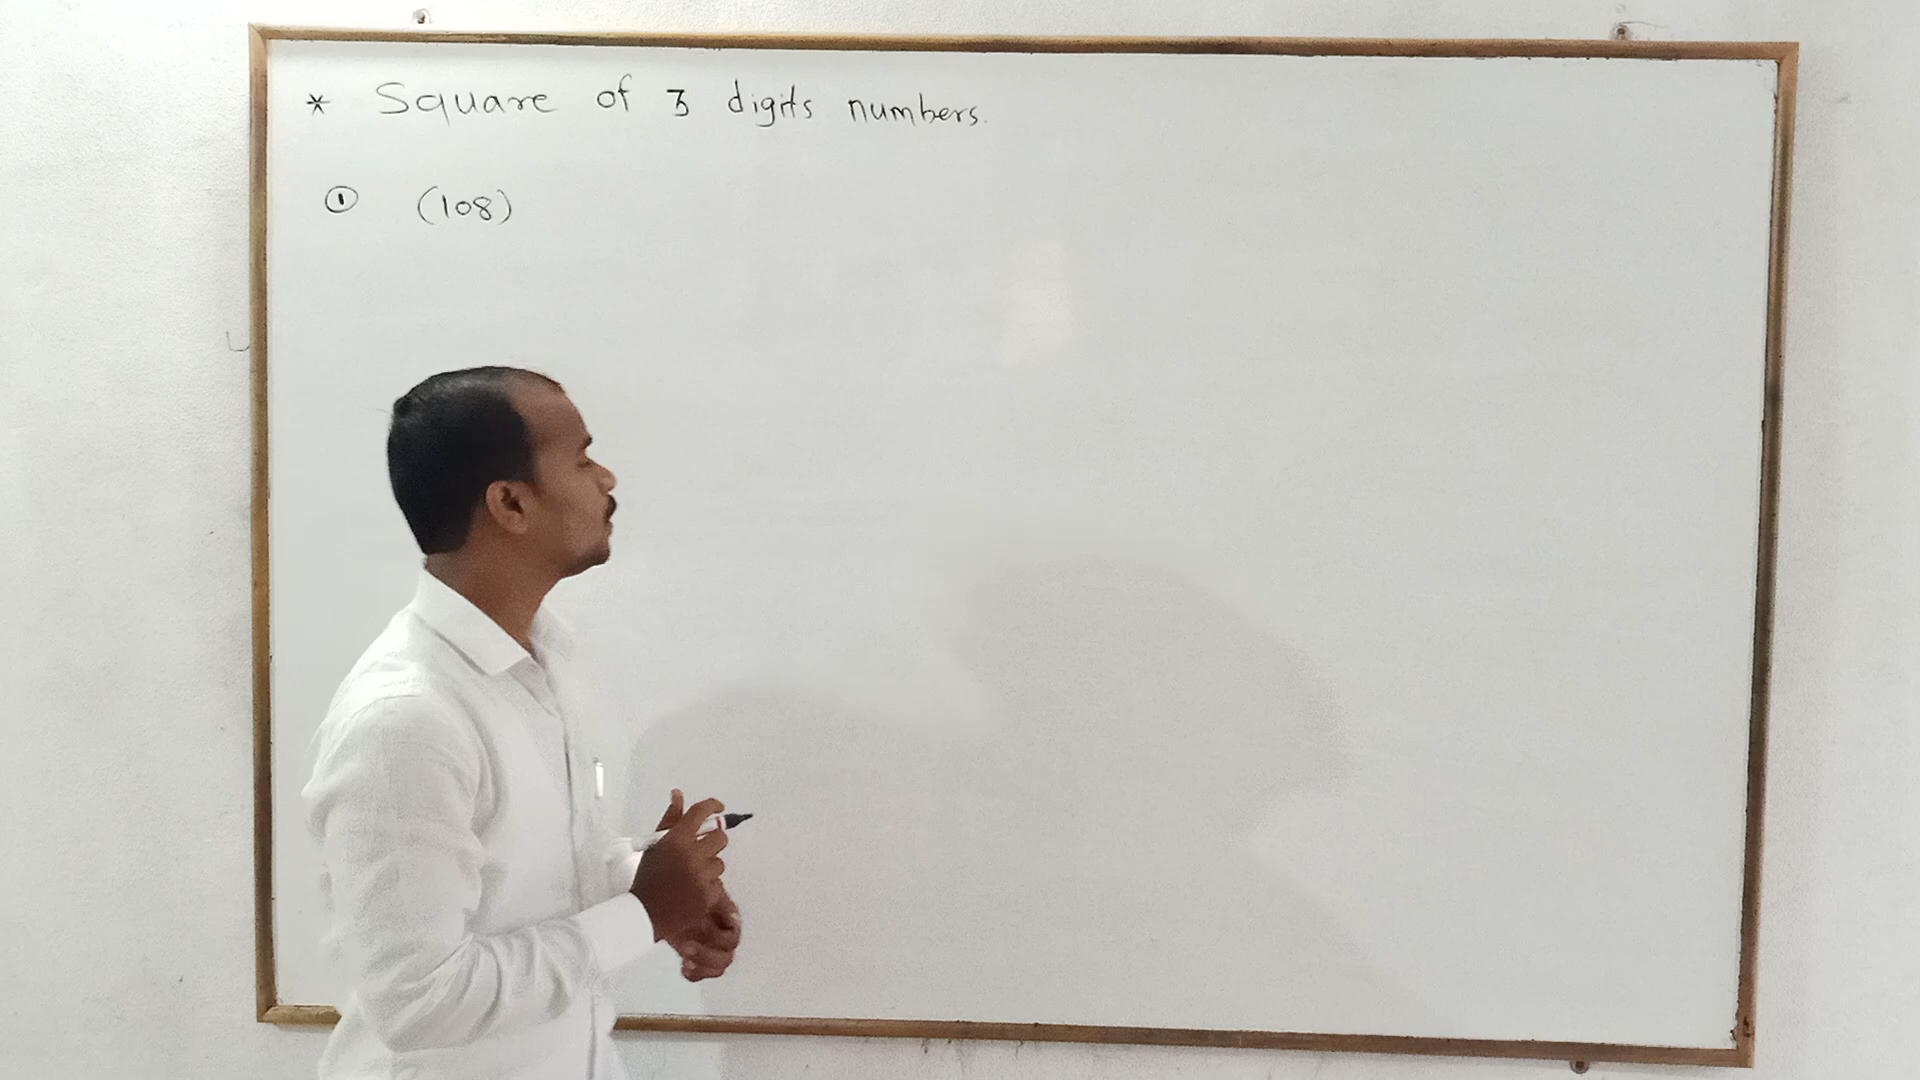 * Square of 3 digits numbers.
① (108)